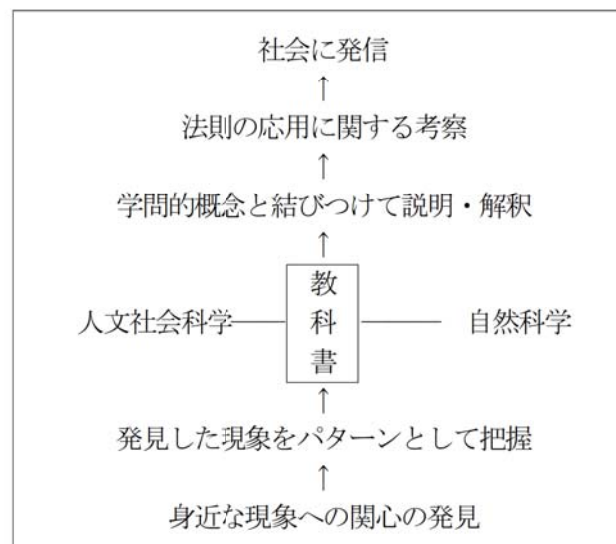 社会に発信
↑
法則の応用に関する考察
↑
学問的概念と結びつけて説明・解釈
↑
人文社会科学
教科書
自然科学
↑
発見した現象をパターンとして把握
↑
身近な現象への関心の発見